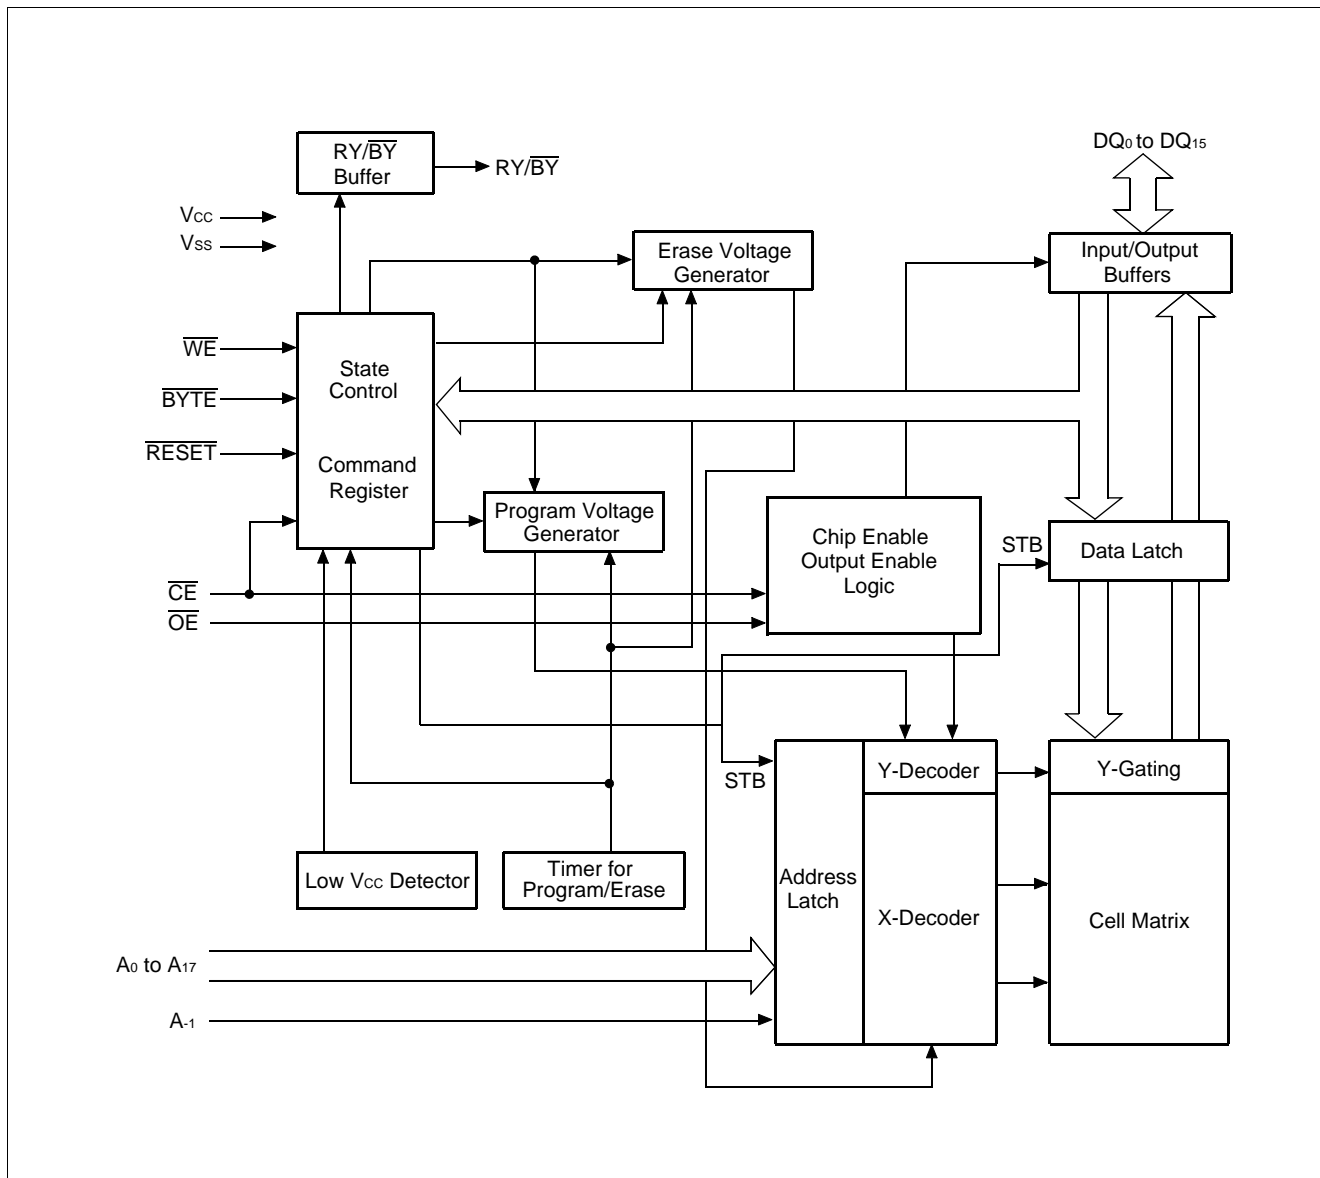 RY/BY
Buffer
RY/BY
DQ0 to DQ15
VCC
VSS
Erase Voltage
Generator
Input/Output
Buffers
WE
BYTE
RESET
State
Control
Command
Register
Program Voltage
Generator
Chip Enable
Output Enable
Logic
STB
Data Latch
CE
OE
STB
Y-Decoder
Y-Gating
Low VCC Detector
Timer for
Program/Erase
Address
Latch
X-Decoder
Cell Matrix
A0 to A17
A-1